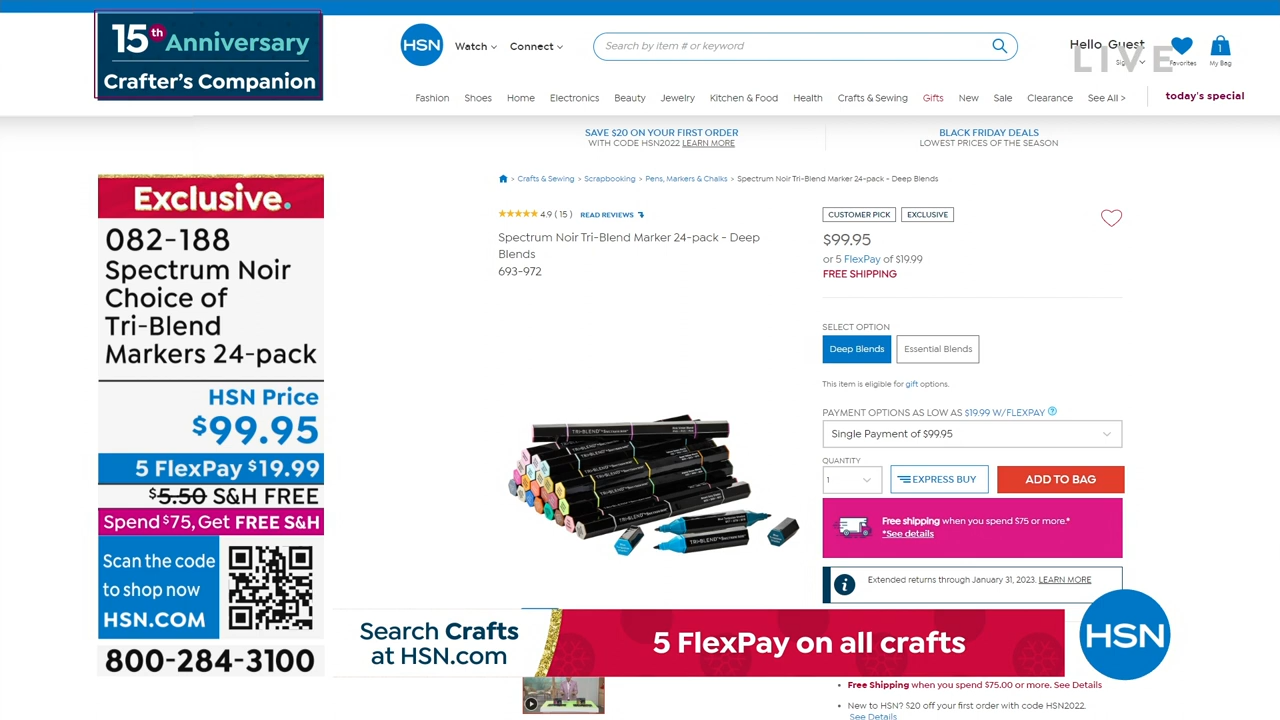 15th Anniversary
Crafter's Companion
HSN
Watch
Connect
Search by item # or keyword
Hello, Guest
LIVE
Favorites
1
My Bag
Fashion
Shoes
Home
Electronics
Beauty
Jewelry
Kitchen & Food
Health
Crafts & Sewing
Gifts
New
Sale
Clearance
See All >
today's special
SAVE $20 ON YOUR FIRST ORDER
WITH CODE HSN2022 LEARN MORE
BLACK FRIDAY DEALS
LOWEST PRICES OF THE SEASON
> Crafts & Sewing > Scrapbooking > Pens, Markers & Chalks > Spectrum Noir Tri-Blend Marker 24-pack - Deep Blends
Exclusive.
082-188
Spectrum Noir
Choice of
Tri-Blend
Markers 24-pack
HSN Price
$99.95
5 FlexPay $19.99
$5.50 S&H FREE
Spend $75, Get FREE S&H
Scan the code
to shop now
HSN.COM
800-284-3100
4.9 ( 15 ) READ REVIEWS
Spectrum Noir Tri-Blend Marker 24-pack - Deep
Blends
693-972
TRI-BLEND
TRI-BLEND
CUSTOMER PICK
EXCLUSIVE
$99.95
or 5 FlexPay of $19.99
FREE SHIPPING
SELECT OPTION
Deep Blends
Essential Blends
This item is eligible for gift options.
PAYMENT OPTIONS AS LOW AS $19.99 W/FLEXPAY ?
Single Payment of $99.95
QUANTITY
1
EXPRESS BUY
ADD TO BAG
Free shipping when you spend $75 or more.*
*See details
i
Extended returns through January 31, 2023. LEARN MORE
Search Crafts
at HSN.com
5 FlexPay on all crafts
HSN
Free Shipping when you spend $75.00 or more. See Details
New to HSN? $20 off your first order with code HSN2022.
See Details